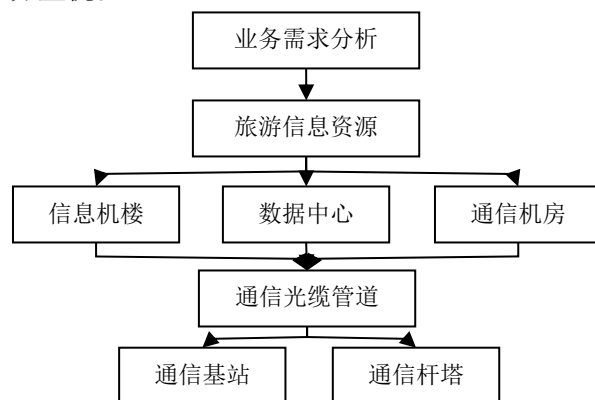 业务需求分析
旅游信息资源
信息机楼
数据中心
通信机房
通信光缆管道
通信基站
通信杆塔